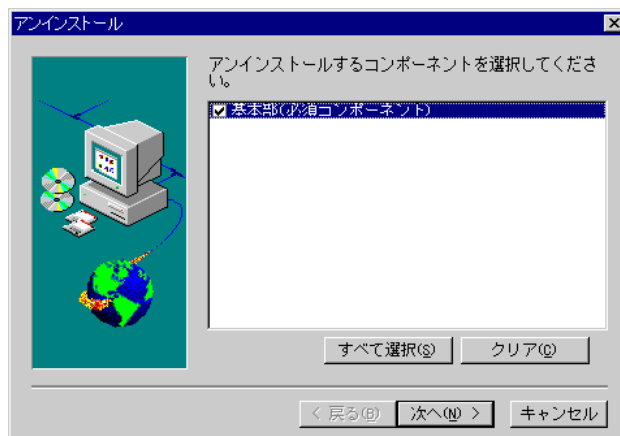 アンインストール
アンインストールするコンポーネントを選択してくださ
い。
基本部(必須コンポーネント)
すべて選択(S)
クリア(C)
< 戻る(B)
次へ(N) >
キャンセル